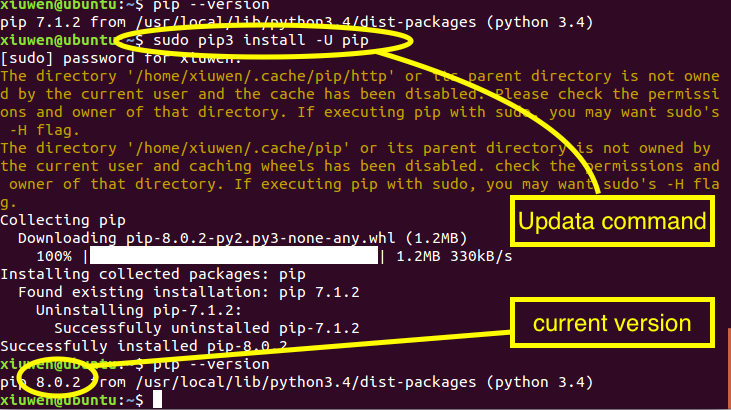 xiuwen@ubuntu:~$ pip --version
pip 7.1.2 from /usr/local/lib/python3.4/dist-packages (python 3.4)
xiuwen@ubuntu:~$ sudo pip3 install -U pip
[sudo] password for xiuwen:
The directory '/home/xiuwen/.cache/pip/http' or its parent directory is not owne
d by the current user and the cache has been disabled. Please check the permissi
ons and owner of that directory. If executing pip with sudo, you may want sudo's
-H flag.
The directory '/home/xiuwen/.cache/pip' or its parent directory is not owned by
the current user and caching wheels has been disabled. check the permissions and
owner of that directory. If executing pip with sudo, you may want sudo's -H fla
g.
Collecting pip
Updata command
Downloading pip-8.0.2-py2.py3-none-any.whl (1.2MB)
100% |████████████████████████████████| 1.2MB 330kB/s
Installing collected packages: pip
Found existing installation: pip 7.1.2
Uninstalling pip-7.1.2:
current version
Successfully uninstalled pip-7.1.2
Successfully installed pip-8.0.2
xiuwen@ubuntu:~$ pip --version
pip 8.0.2 from /usr/local/lib/python3.4/dist-packages (python 3.4)
xiuwen@ubuntu:~$